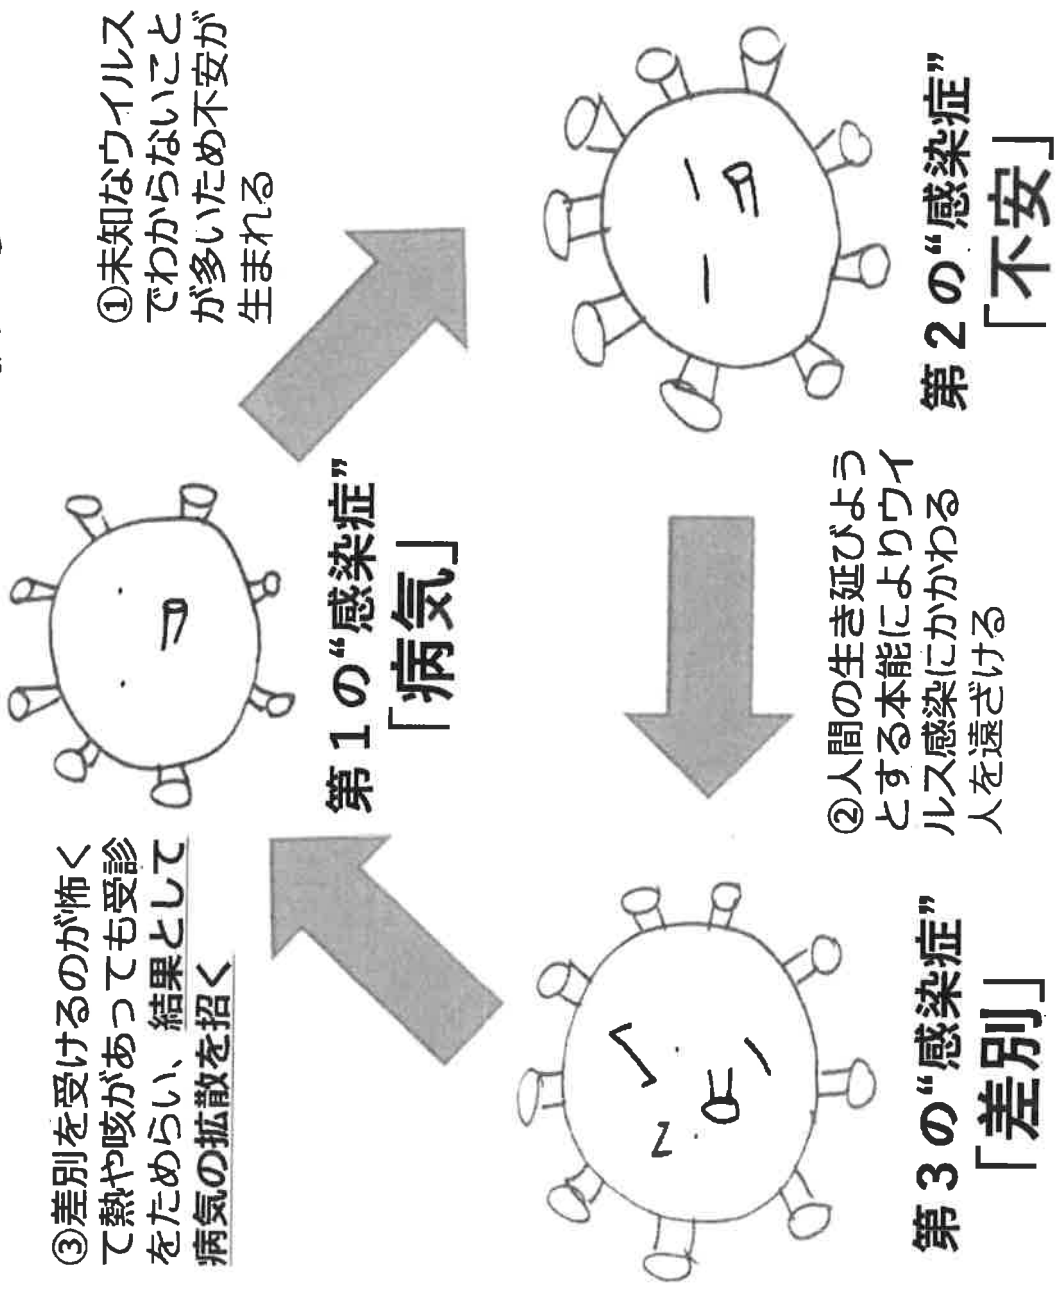 第１の“感染症”
「病気」
①未知なウイルス
でわからないこと
が多いため不安が
生まれる
第２の“感染症”
「不安」
②人間の生き延びよう
とする本能によりウイ
ルス感染にかかわる
人を遠ざける
第３の“感染症”
「差別」
③差別を受けるのが怖く
て熱や咳があっても受診
をためらい、結果として
病気の拡散を招く